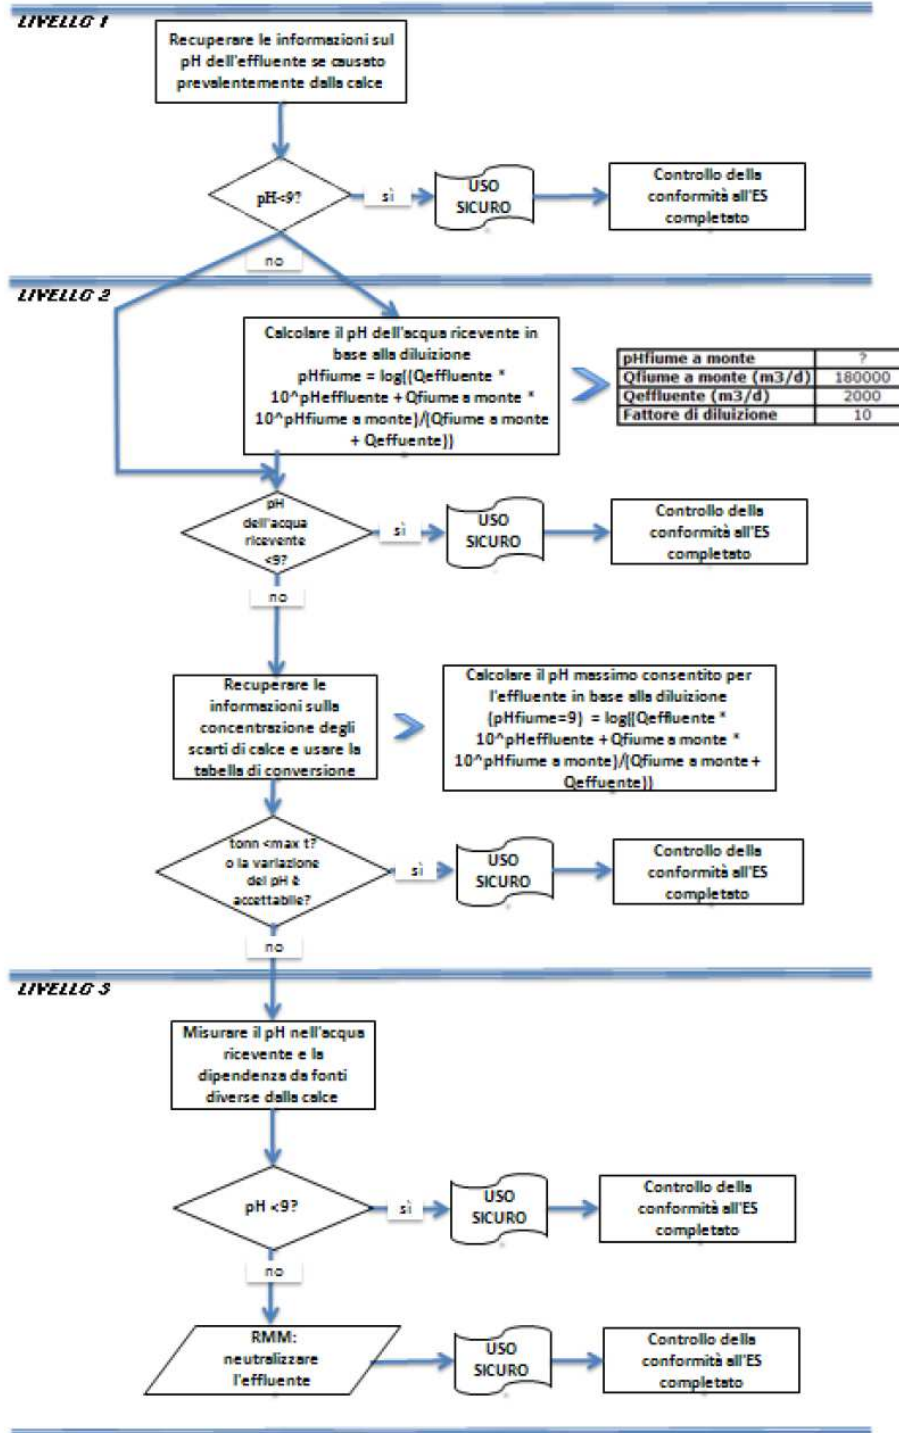 LIVELLO 1
Recuperare le informazioni sul
pH dell'effluente se causato
prevalentemente dalla calce
pH<9?
sì
USO
SICURO
Controllo della
conformità all'ES
completato
no
LIVELLO 2
Calcolare il pH dell'acqua ricevente in
base alla diluizione
pHfiume = log((Qeffluente *
10^pHeffluente + Qfiume a monte *
10^pHfiume a monte)/(Qfiume a monte
+ Qeffuente))
pHfiume a monte ?
Qfiume a monte (m3/d) 180000
Qeffluente (m3/d) 2000
Fattore di diluizione 10
pH
dell'acqua
ricevente
<9?
sì
USO
SICURO
Controllo della
conformità all'ES
completato
no
Recuperare le
informazioni sulla
concentrazione degli
scarti di calce e usare la
tabella di conversione
Calcolare il pH massimo consentito per
l'effluente in base alla diluizione
(pHfiume=9) = log((Qeffluente *
10^pHeffluente + Qfiume a monte *
10^pHfiume a monte)/(Qfiume a monte +
Qeffuente))
tonn <max t?
o la variazione
del pH è
accettabile?
sì
USO
SICURO
Controllo della
conformità all'ES
completato
no
LIVELLO 3
Misurare il pH nell'acqua
ricevente e la
dipendenza da fonti
diverse dalla calce
pH <9?
sì
USO
SICURO
Controllo della
conformità all'ES
completato
no
RMM:
neutralizzare
l'effluente
USO
SICURO
Controllo della
conformità all'ES
completato